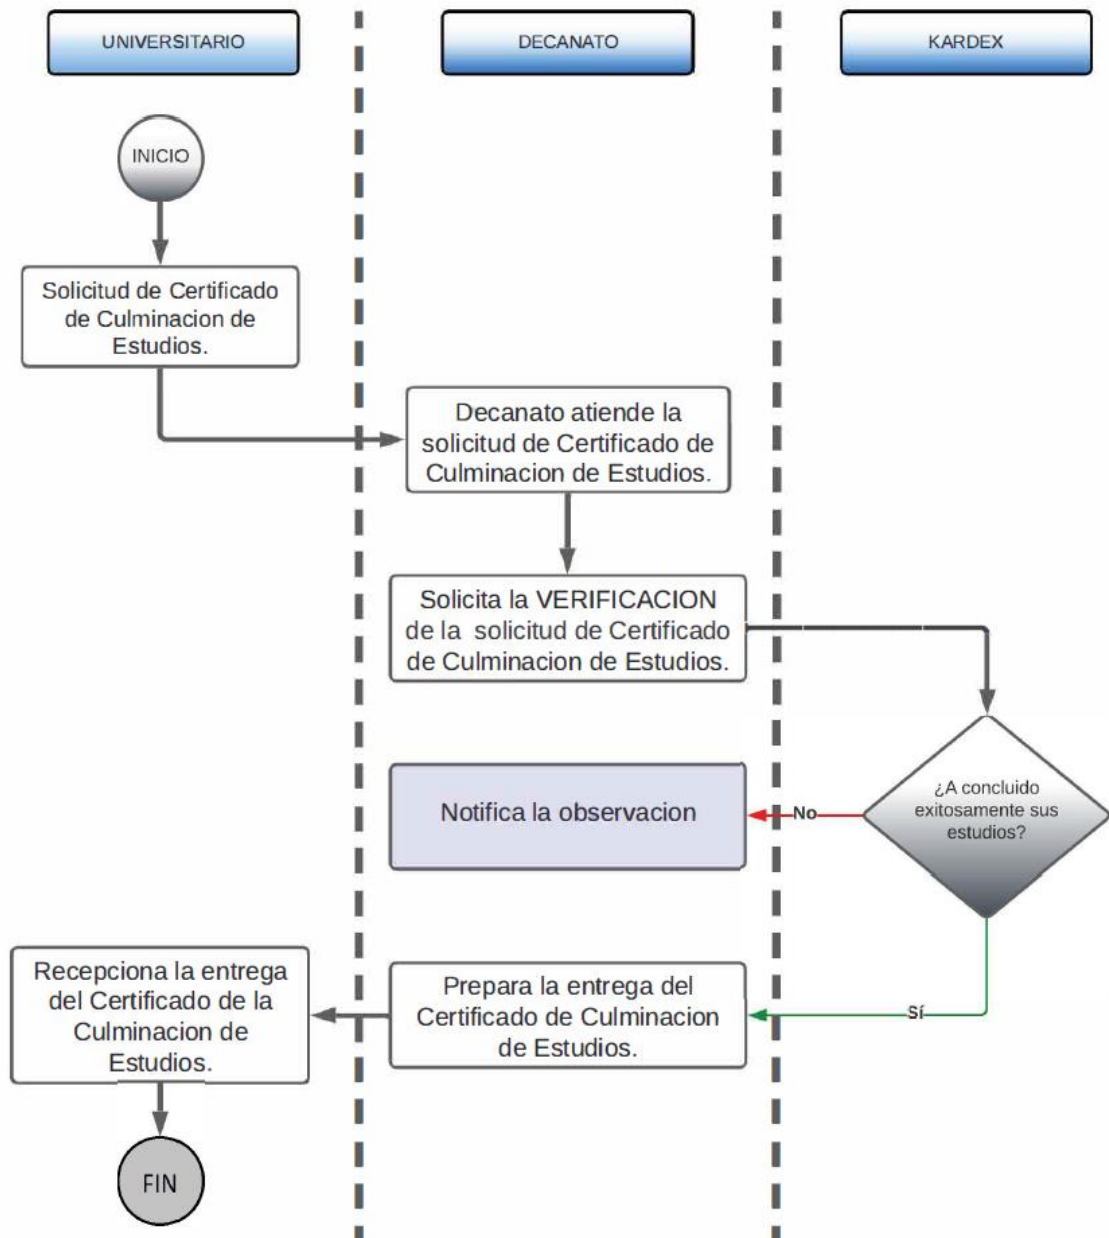 UNIVERSITARIO
DECANATO
KARDEX
INICIO
Solicitud de Certificado
de Culminacion de
Estudios.
Decanato atiende la
solicitud de Certificado de
Culminacion de Estudios.
Solicita la VERIFICACION
de la solicitud de Certificado
de Culminacion de Estudios.
¿A concluido
exitosamente sus
estudios?
No
Notifica la observacion
Sí
Prepara la entrega del
Certificado de Culminacion
de Estudios.
Recepciona la entrega
del Certificado de la
Culminacion de
Estudios.
FIN